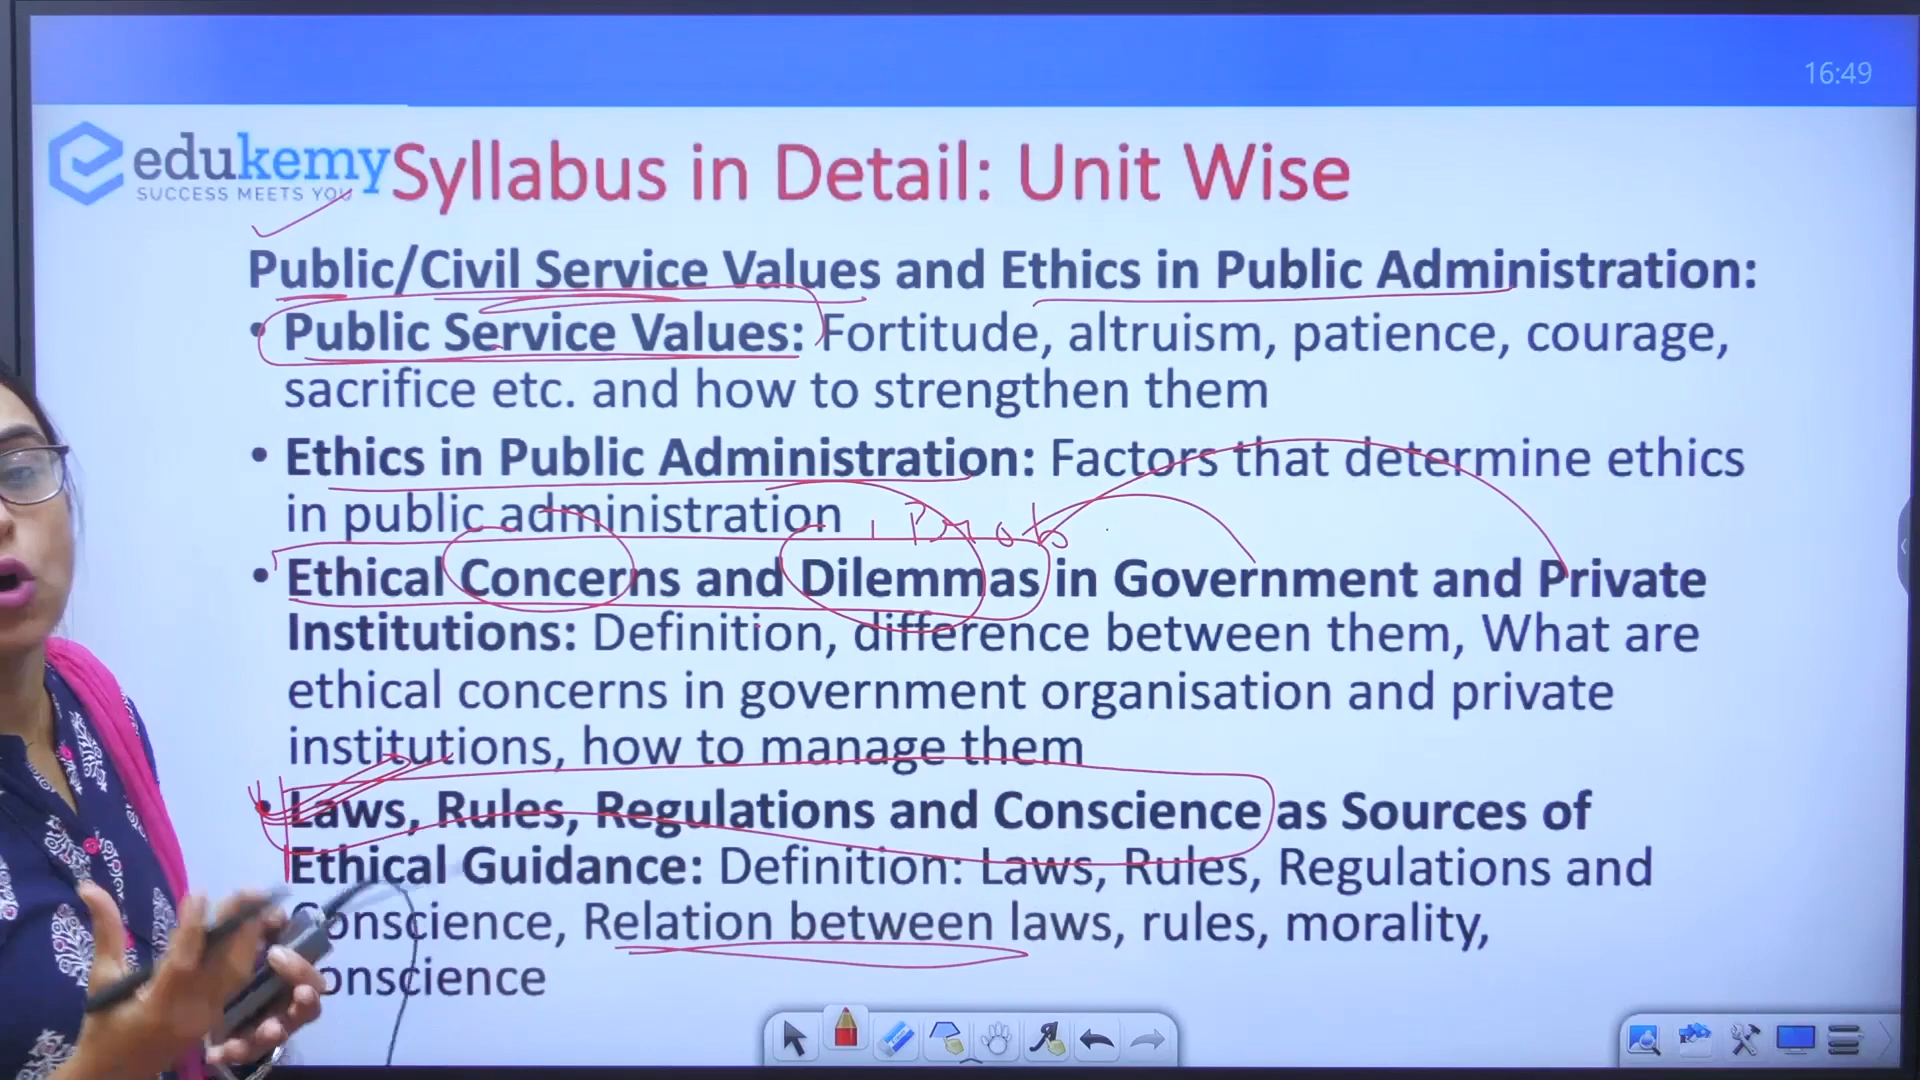 16:49
edukemy
SUCCESS MEETS YOU
Syllabus in Detail: Unit Wise
Public/Civil Service Values and Ethics in Public Administration:
• Public Service Values: Fortitude, altruism, patience, courage,
sacrifice etc. and how to strengthen them
• Ethics in Public Administration: Factors that determine ethics
in public administration
Prob
• Ethical Concerns and Dilemmas in Government and Private
Institutions: Definition, difference between them, What are
ethical concerns in government organisation and private
institutions, how to manage them
• Laws, Rules, Regulations and Conscience as Sources of
Ethical Guidance: Definition: Laws, Rules, Regulations and
Conscience, Relation between laws, rules, morality,
conscience